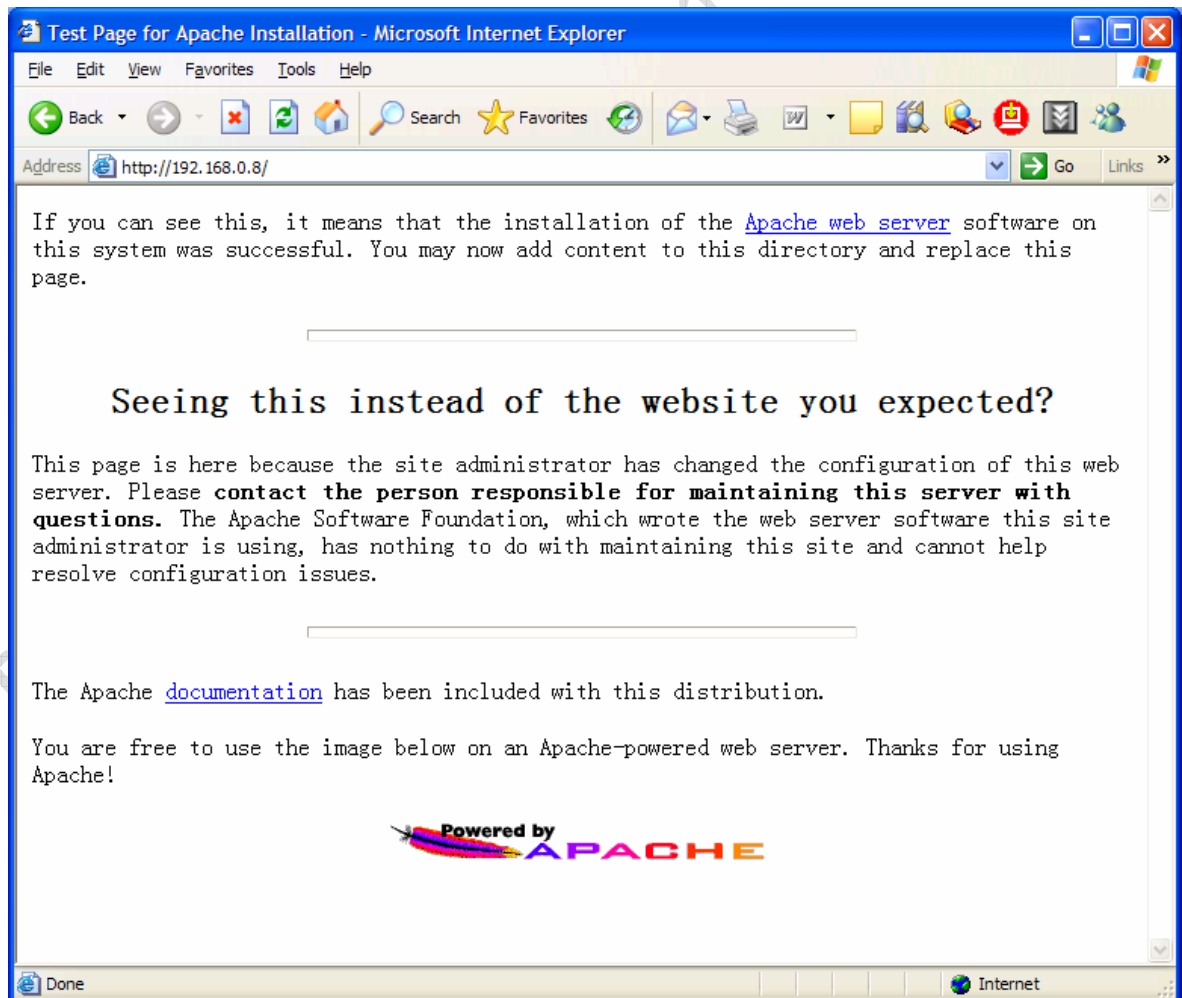 Test Page for Apache Installation - Microsoft Internet Explorer
File Edit View Favorites Tools Help
Back Search Favorites
Address http://192.168.0.8/ Go Links »
If you can see this, it means that the installation of the Apache web server software on
this system was successful. You may now add content to this directory and replace this
page.
Seeing this instead of the website you expected?
This page is here because the site administrator has changed the configuration of this web
server. Please contact the person responsible for maintaining this server with
questions. The Apache Software Foundation, which wrote the web server software this site
administrator is using, has nothing to do with maintaining this site and cannot help
resolve configuration issues.
The Apache documentation has been included with this distribution.
You are free to use the image below on an Apache-powered web server. Thanks for using
Apache!
Powered by
APACHE
Done Internet